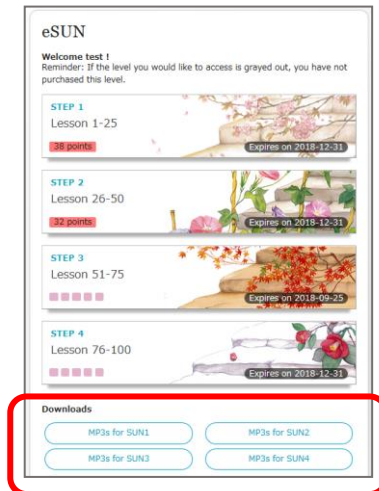 eSUN
Welcome test !
Reminder: If the level you would like to access is grayed out, you have not
purchased this level.
STEP 1
Lesson 1-25
38 points
Expires on 2018-12-31
STEP 2
Lesson 26-50
32 points
Expires on 2018-12-31
STEP 3
Lesson 51-75
Expires on 2018-09-25
STEP 4
Lesson 76-100
Expires on 2018-12-31
Downloads
MP3s for SUN1
MP3s for SUN2
MP3s for SUN3
MP3s for SUN4